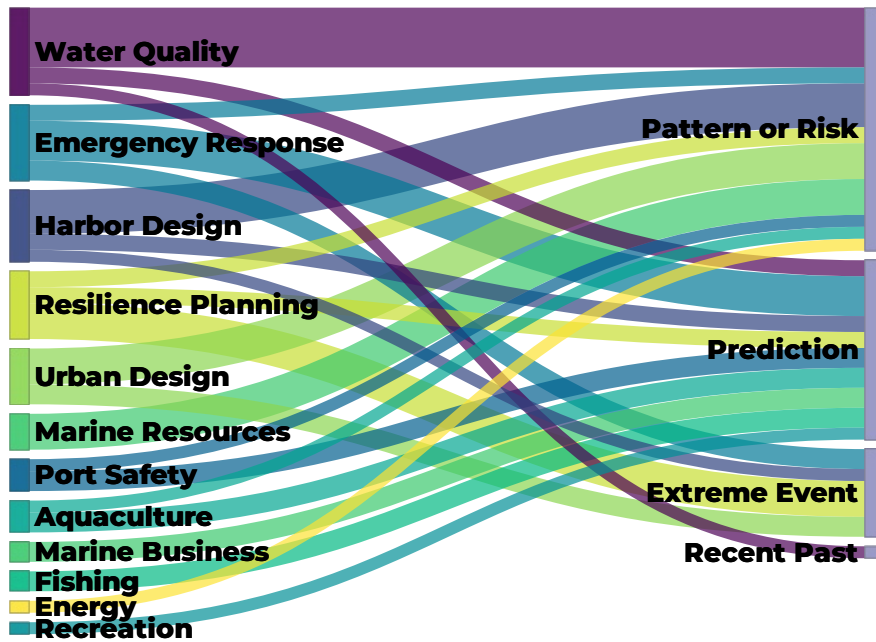 Water Quality
Emergency Response
Harbor Design
Resilience Planning
Urban Design
Marine Resources
Port Safety
Aquaculture
Marine Business
Fishing
Energy
Recreation
Pattern or Risk
Prediction
Extreme Event
Recent Past